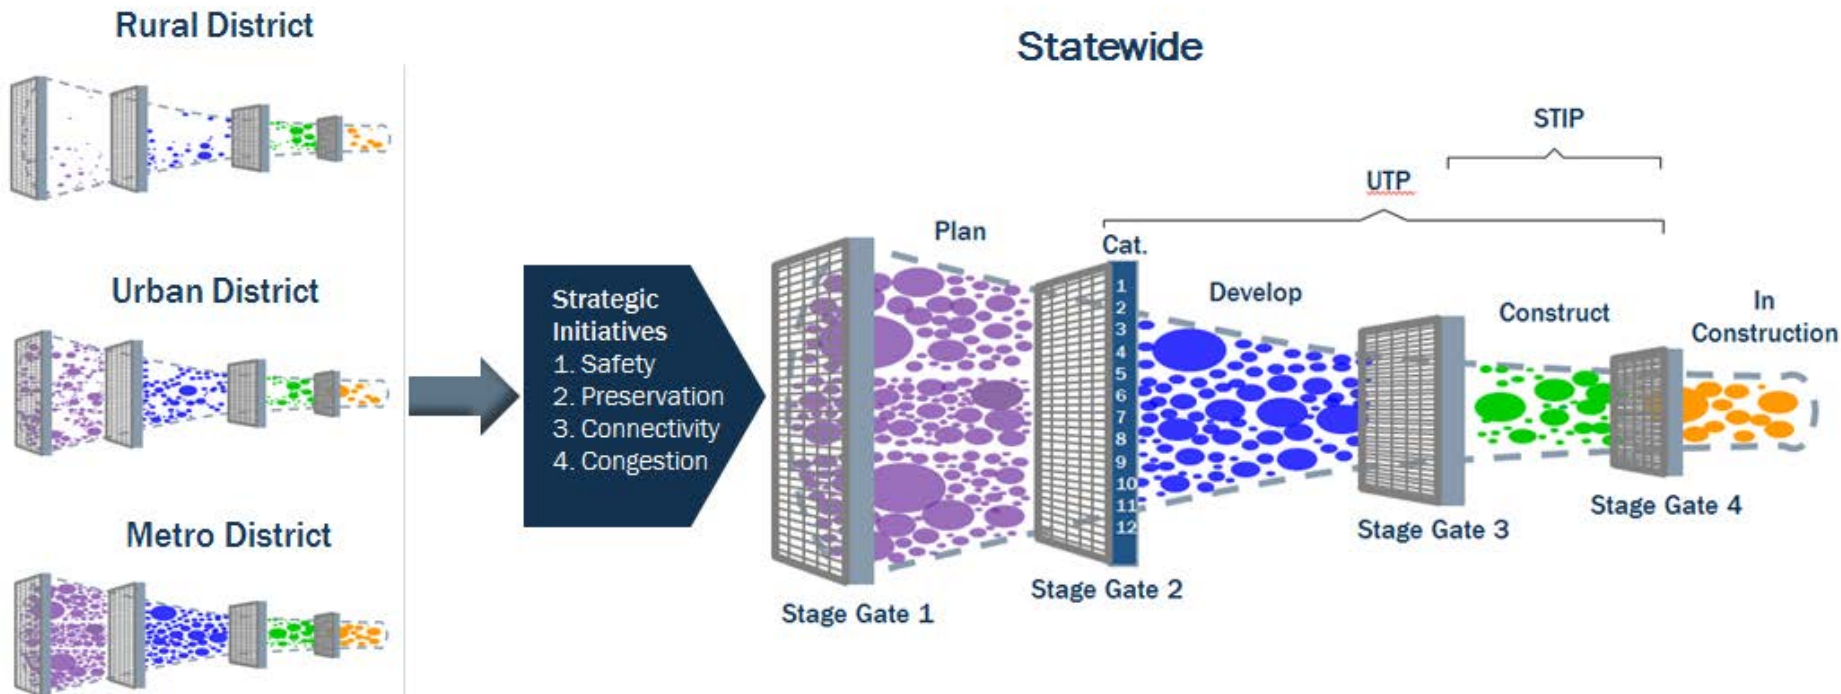 Rural District
Urban District
Metro District
Statewide
Strategic
Initiatives
1. Safety
2. Preservation
3. Connectivity
4. Congestion
STIP
UTP
Plan
Cat.
1
2
3
4
5
6
7
8
9
10
11
12
Develop
Construct
In
Construction
Stage Gate 1
Stage Gate 2
Stage Gate 3
Stage Gate 4